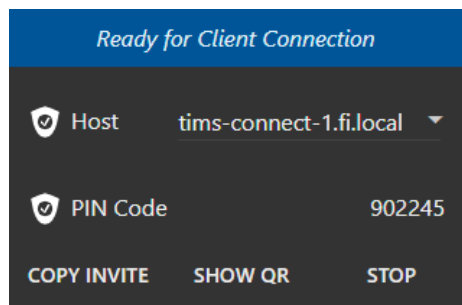 Ready for Client Connection
Host tims-connect-1.fi.local
PIN Code 902245
COPY INVITE SHOW QR STOP